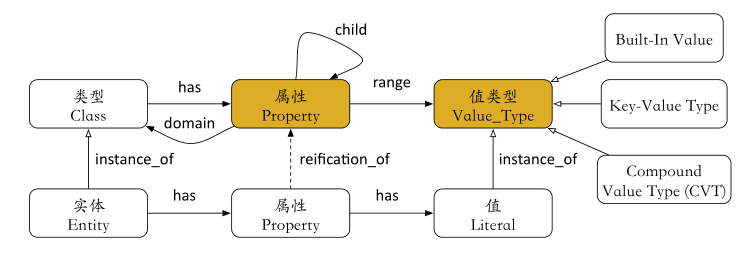 child
Built-In Value
类型
Class
has
属性
Property
range
值类型
Value_Type
Key-Value Type
domain
instance_of
reification_of
instance_of
Compound
Value Type (CVT)
实体
Entity
has
属性
Property
has
值
Literal